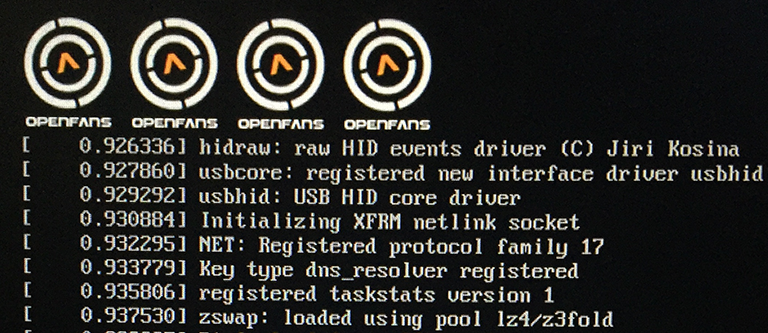 OPENFANS OPENFANS OPENFANS OPENFANS
[    0.926336] hidraw: raw HID events driver (C) Jiri Kosina
[    0.927860] usbcore: registered new interface driver usbhid
[    0.929292] usbhid: USB HID core driver
[    0.930884] Initializing XFRM netlink socket
[    0.932295] NET: Registered protocol family 17
[    0.933779] Key type dns_resolver registered
[    0.935806] registered taskstats version 1
[    0.937530] zswap: loaded using pool lz4/z3fold